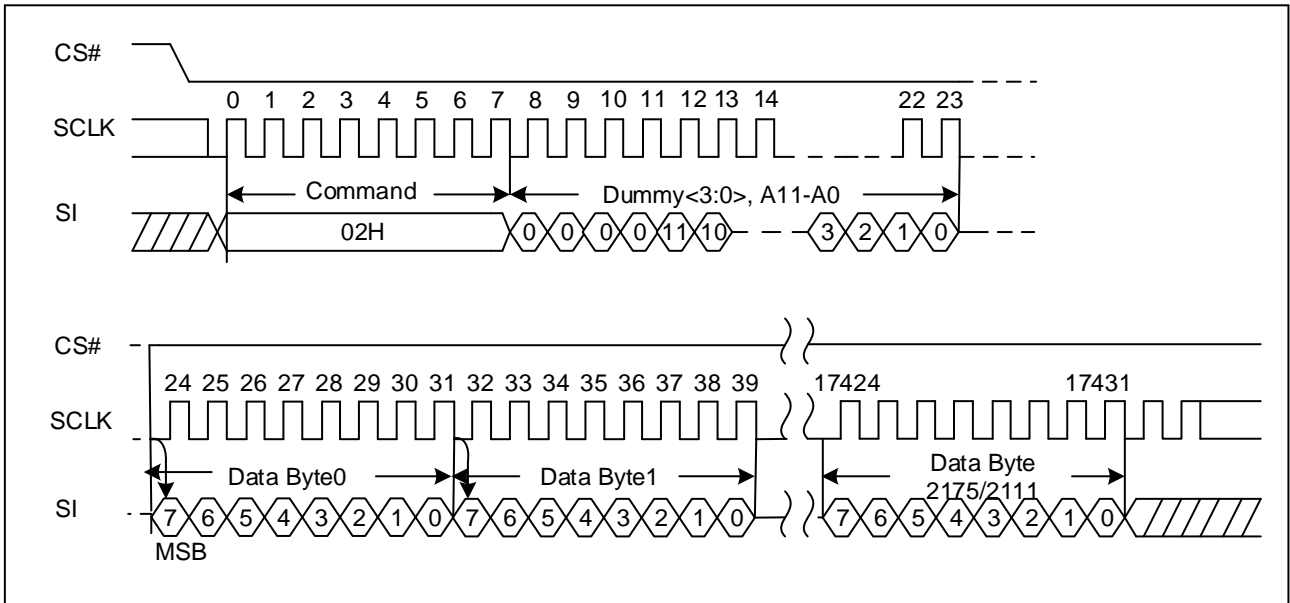 CS#
0 1 2 3 4 5 6 7 8 9 10 11 12 13 14 22 23
SCLK
Command Dummy<3:0>, A11-A0
SI
02H 0 0 0 0 11 10 3 2 1 0
CS#
24 25 26 27 28 29 30 31 32 33 34 35 36 37 38 39 17424 17431
SCLK
Data Byte0 Data Byte1 Data Byte
2175/2111
SI 7 6 5 4 3 2 1 0 7 6 5 4 3 2 1 0 7 6 5 4 3 2 1 0
MSB